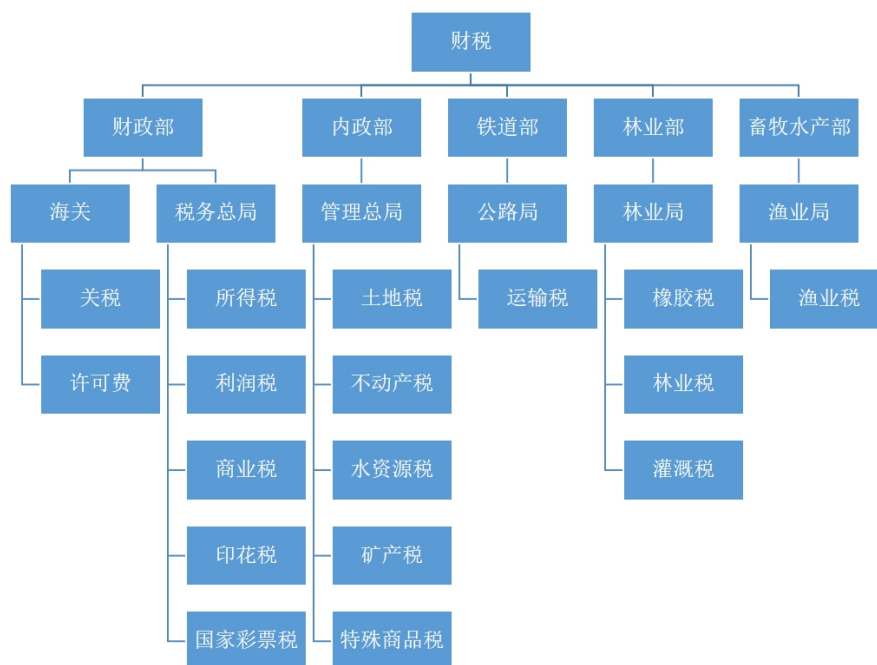 财税
财政部
内政部
铁道部
林业部
畜牧水产部
海关
税务总局
管理总局
公路局
林业局
渔业局
关税
所得税
土地税
运输税
橡胶税
渔业税
许可费
利润税
不动产税
林业税
商业税
水资源税
灌溉税
印花税
矿产税
国家彩票税
特殊商品税